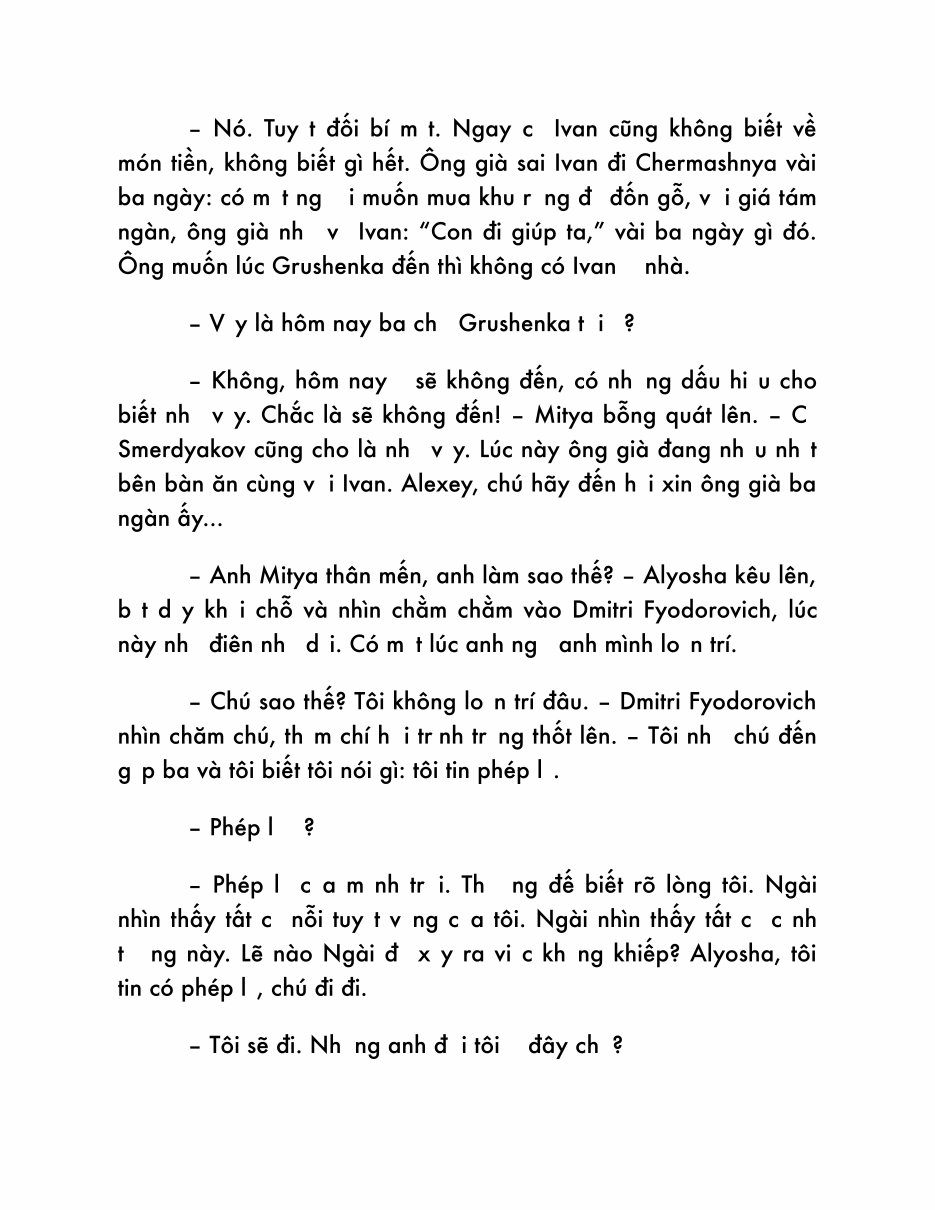 – Nó. Tuy t đối bí m t. Ngay c Ivan cũng không biết về
món tiền, không biết gì hết. Ông già sai Ivan đi Chermashnya vài
ba ngày: có m t ng i muốn mua khu r ng đ đốn gỗ, v i giá tám
ngàn, ông già nh v Ivan: “Con đi giúp ta,” vài ba ngày gì đó.
Ông muốn lúc Grushenka đến thì không có Ivan nhà.
– V y là hôm nay ba ch Grushenka t i ?
– Không, hôm nay sẽ không đến, có nh ng dấu hi u cho
biết nh v y. Chắc là sẽ không đến! – Mitya bỗng quát lên. – C
Smerdyakov cũng cho là nh v y. Lúc này ông già đang nh u nh t
bên bàn ăn cùng v i Ivan. Alexey, chú hãy đến h i xin ông già ba
ngàn ấy...
– Anh Mitya thân mến, anh làm sao thế? – Alyosha kêu lên,
b t d y kh i chỗ và nhìn chằm chằm vào Dmitri Fyodorovich, lúc
này nh điên nh d i. Có m t lúc anh ng anh mình lo n trí.
– Chú sao thế? Tôi không lo n trí đâu. – Dmitri Fyodorovich
nhìn chăm chú, th m chí h i tr nh tr ng thốt lên. – Tôi nh chú đến
g p ba và tôi biết tôi nói gì: tôi tin phép l .
– Phép l ?
– Phép l c a m nh tr i. Th ng đế biết rõ lòng tôi. Ngài
nhìn thấy tất c nỗi tuy t v ng c a tôi. Ngài nhìn thấy tất c c nh
t ng này. Lẽ nào Ngài đ x y ra vi c kh ng khiếp? Alyosha, tôi
tin có phép l , chú đi đi.
– Tôi sẽ đi. Nh ng anh đ i tôi đây ch ?